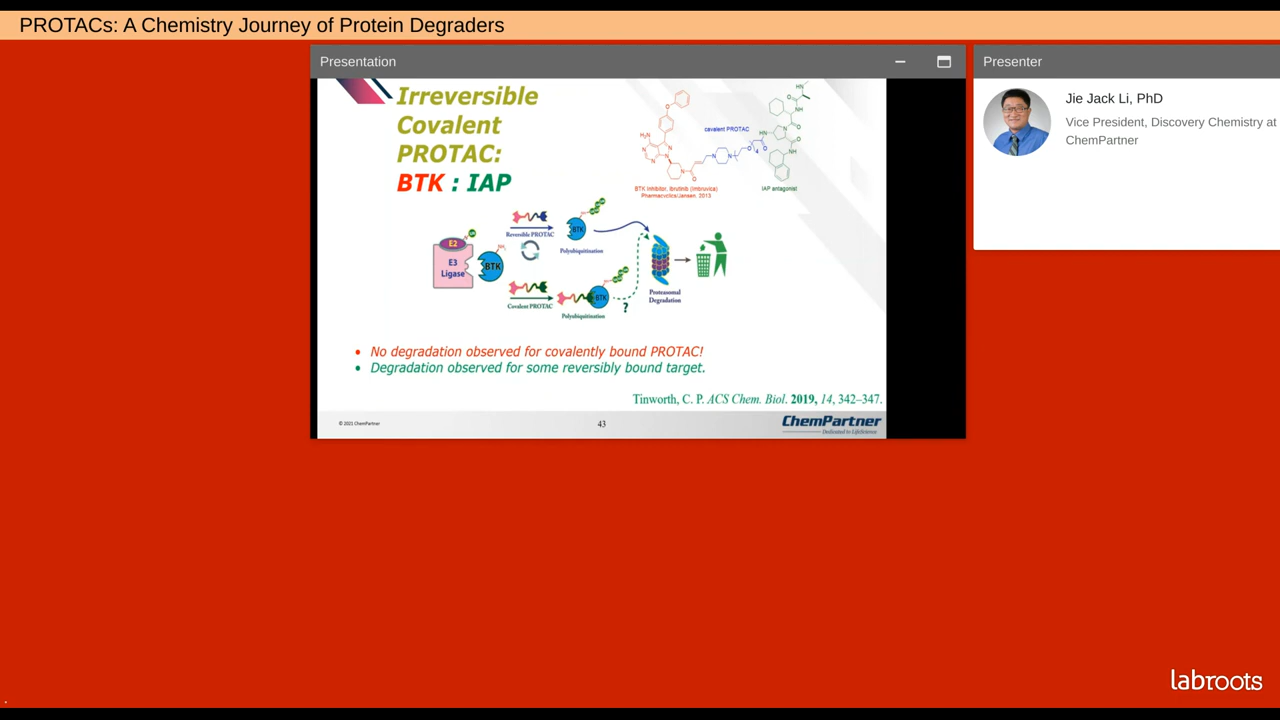 PROTACs: A Chemistry Journey of Protein Degraders
Presentation
Presenter
Jie Jack Li, PhD
Vice President, Discovery Chemistry at
ChemPartner
Irreversible
Covalent
PROTAC:
BTK : IAP
covalent PROTAC
BTK inhibitor, ibrutinib (Imbruvica)
Pharmacyclics/Jansen, 2013
IAP antagonist
E2
E3
Ligase
BTK
Reversible PROTAC
BTK
Polyubiquitination
Covalent PROTAC
BTK
Polyubiquitination
?
Proteasomal
Degradation
• No degradation observed for covalently bound PROTAC!
• Degradation observed for some reversibly bound target.
Tinworth, C. P. ACS Chem. Biol. 2019, 14, 342–347.
© 2021 ChemPartner
43
ChemPartner
Dedicated to LifeScience
labroots